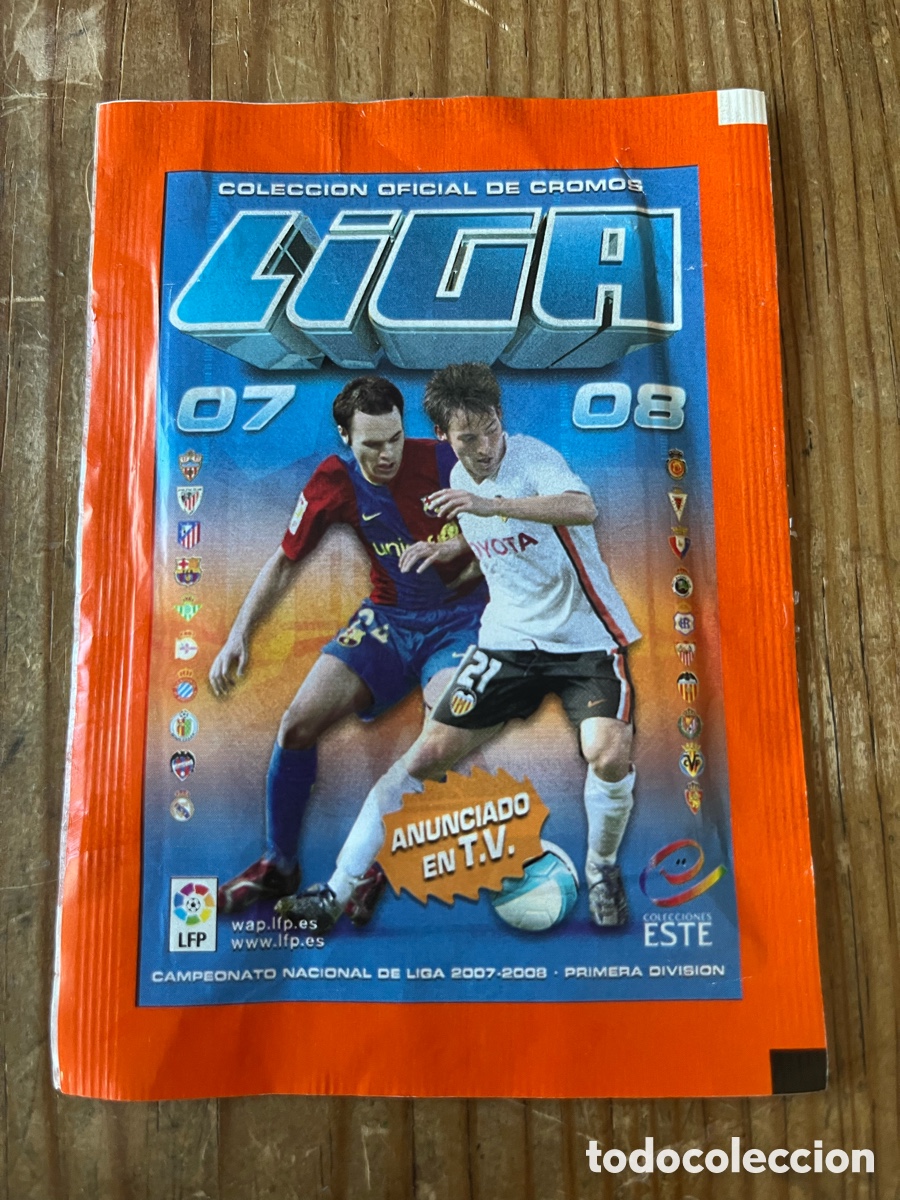 COLECCION OFICIAL DE CROMOS
LiGA
07 08
unicef
TOYOTA
24
21
ANUNCIADO
EN T.V.
LFP
wap.lfp.es
www.lfp.es
COLECCIONES
ESTE
CAMPEONATO NACIONAL DE LIGA 2007-2008 · PRIMERA DIVISION
todocoleccion